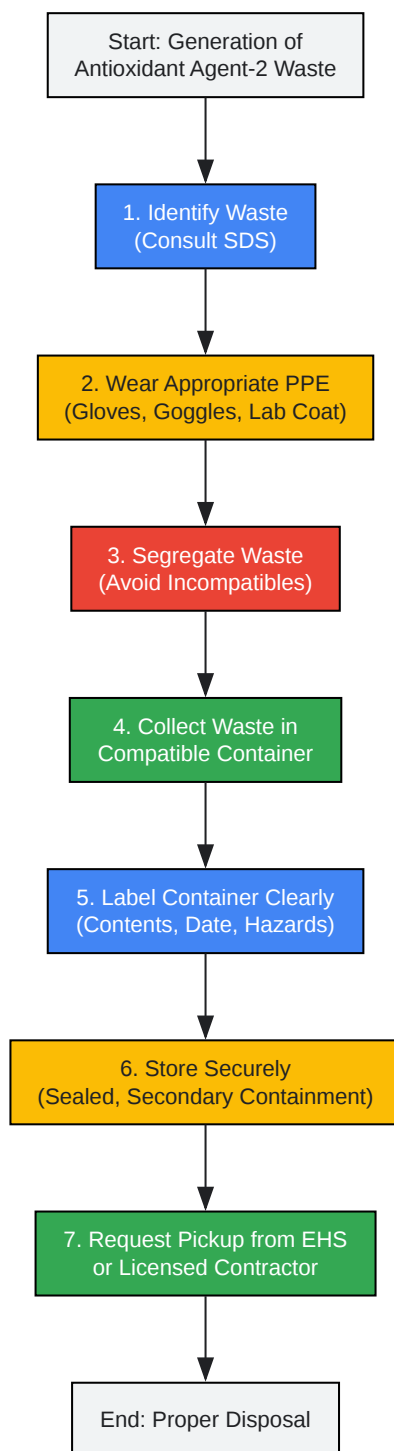 Start: Generation of
Antioxidant Agent-2 Waste
1. Identify Waste
(Consult SDS)
2. Wear Appropriate PPE
(Gloves, Goggles, Lab Coat)
3. Segregate Waste
(Avoid Incompatibles)
4. Collect Waste in
Compatible Container
5. Label Container Clearly
(Contents, Date, Hazards)
6. Store Securely
(Sealed, Secondary Containment)
7. Request Pickup from EHS
or Licensed Contractor
End: Proper Disposal